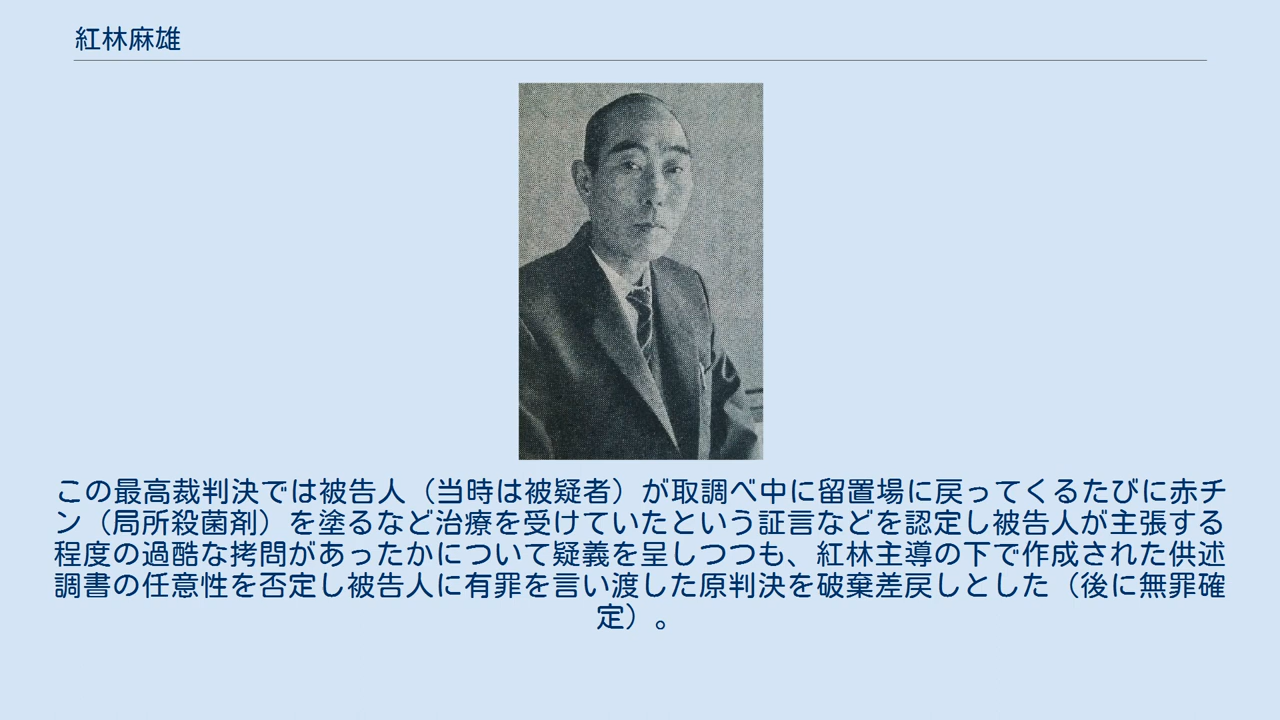 紅林麻雄
この最高裁判決では被告人（当時は被疑者）が取調べ中に留置場に戻ってくるたびに赤チ
ン（局所殺菌剤）を塗るなど治療を受けていたという証言などを認定し被告人が主張する
程度の過酷な拷問があったかについて疑義を呈しつつも、紅林主導の下で作成された供述
調書の任意性を否定し被告人に有罪を言い渡した原判決を破棄差戻しとした（後に無罪確
定）。